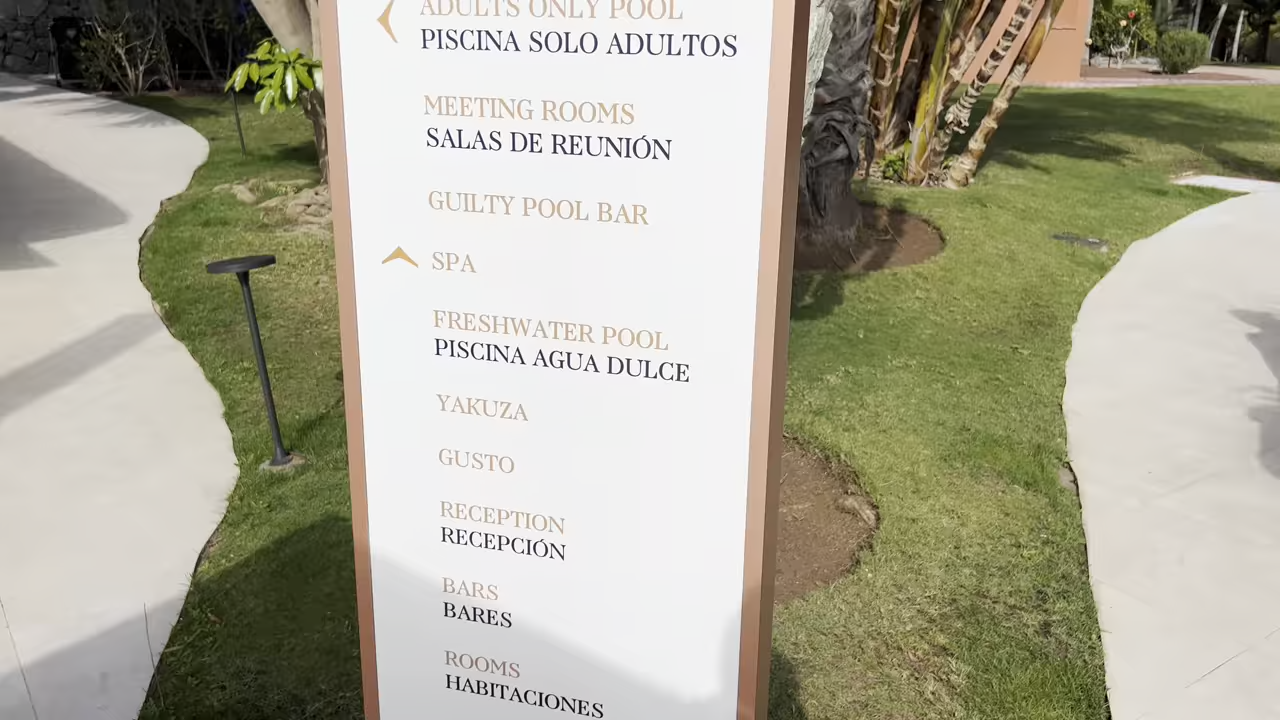 ADULTS ONLY POOL
PISCINA SOLO ADULTOS
MEETING ROOMS
SALAS DE REUNIÓN
GUILTY POOL BAR
SPA
FRESHWATER POOL
PISCINA AGUA DULCE
YAKUZA
GUSTO
RECEPTION
RECEPCIÓN
BARS
BARES
ROOMS
HABITACIONES